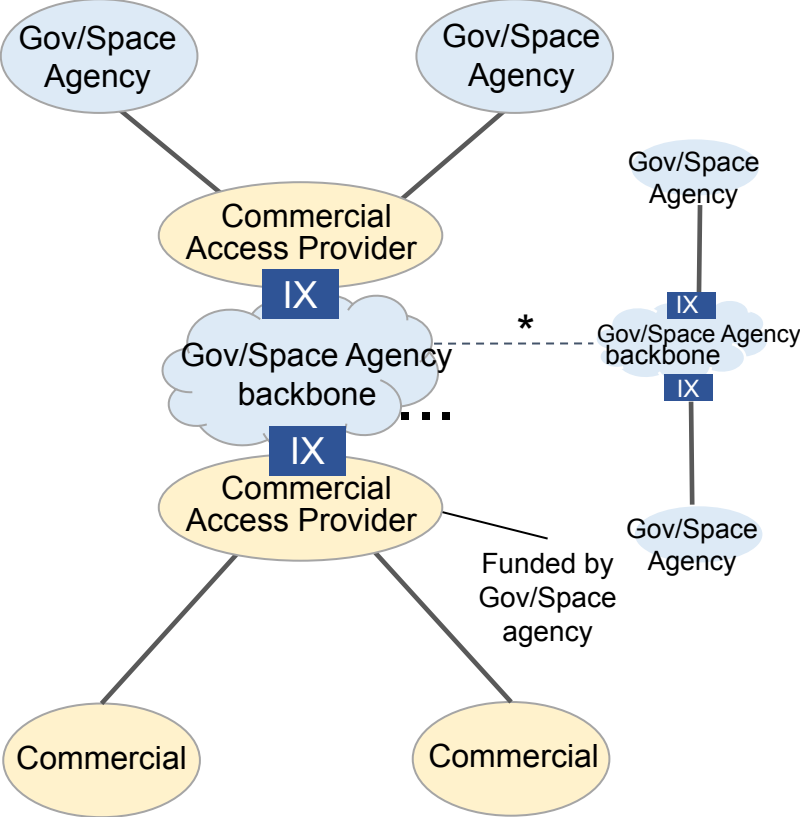 Gov/Space
Agency
Gov/Space
Agency
Gov/Space
Agency
Commercial
Access Provider
IX
IX
*
Gov/Space Agency
backbone
Gov/Space Agency
backbone
...
IX
IX
Commercial
Access Provider
Gov/Space
Agency
Funded by
Gov/Space
agency
Commercial
Commercial